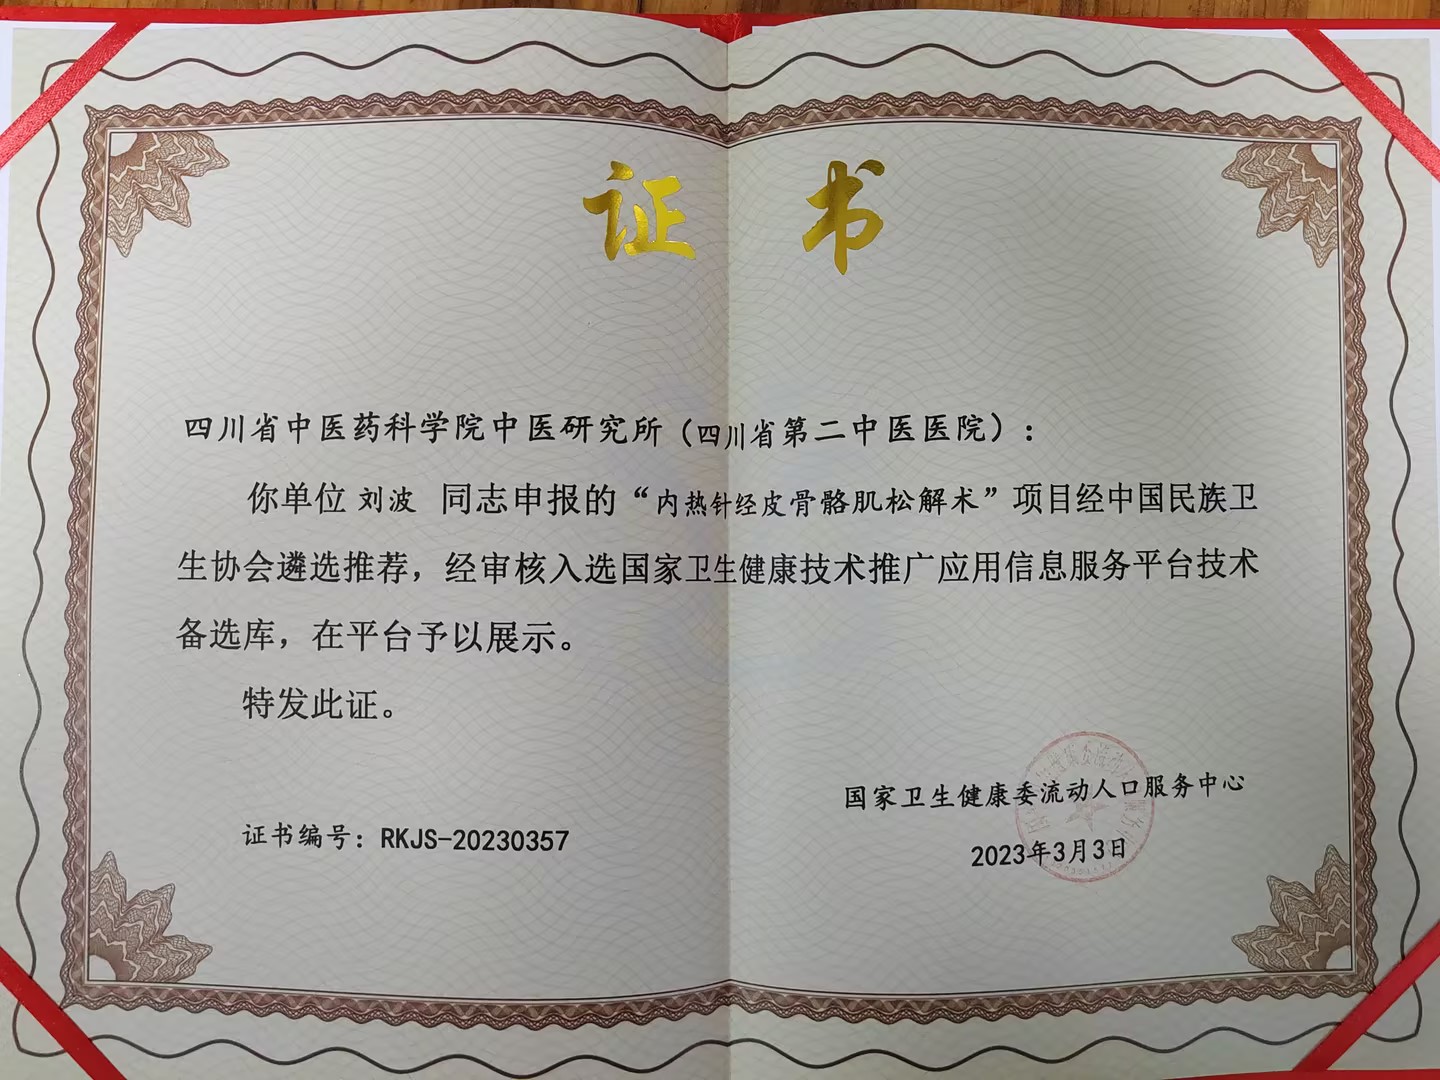 证书
四川省中医药科学院中医研究所（四川省第二中医医院）：
你单位 刘波 同志申报的“内热针经皮骨骼肌松解术”项目经中国民族卫
生协会遴选推荐，经审核入选国家卫生健康技术推广应用信息服务平台技术
备选库，在平台予以展示。
特发此证。
国家卫生健康委流动人口服务中心
证书编号：RKJS-20230357
2023年3月3日